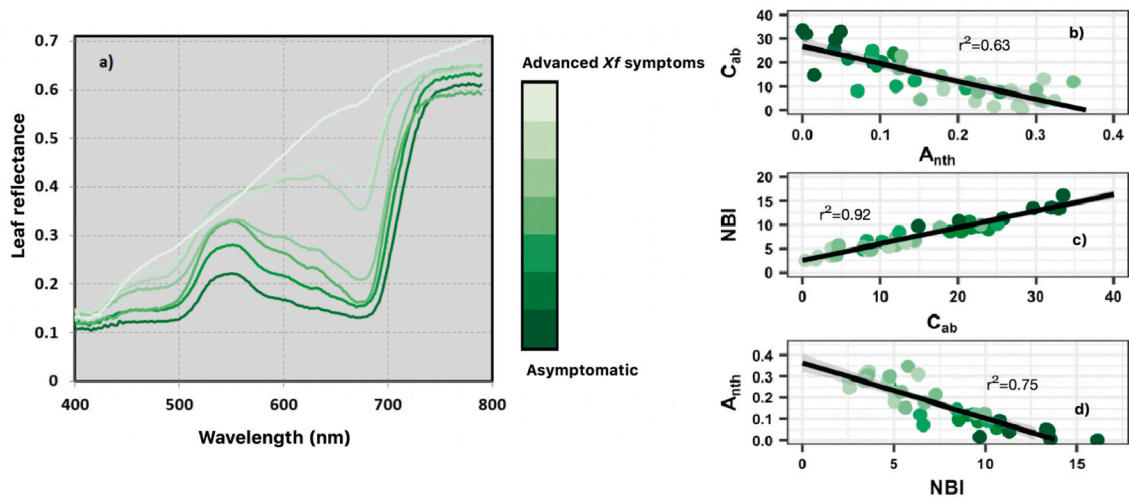 a)
0.7
0.6
0.5
0.4
0.3
0.2
0.1
0
400
500
600
700
800
Leaf reflectance
Wavelength (nm)
Advanced Xf symptoms
Asymptomatic
b)
r²=0.63
40
30
20
10
0
C_ab
0.0
0.1
0.2
0.3
0.4
A_nth
c)
r²=0.92
20
15
10
5
0
NBI
0
10
20
30
40
C_ab
d)
r²=0.75
0.4
0.3
0.2
0.1
0.0
A_nth
0
5
10
15
NBI